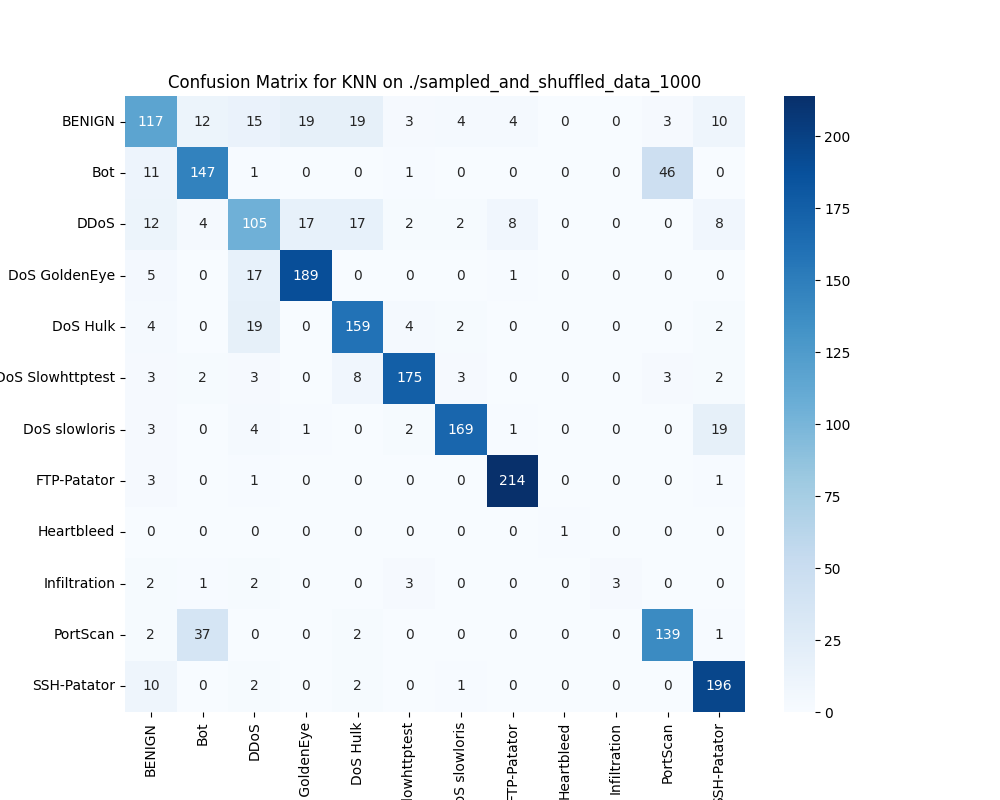 Confusion Matrix for KNN on ./sampled_and_shuffled_data_1000
BENIGN 117 12 15 19 19 3 4 4 0 0 3 10
Bot 11 147 1 0 0 1 0 0 0 0 46 0
DDoS 12 4 105 17 17 2 2 8 0 0 0 8
DoS GoldenEye 5 0 17 189 0 0 0 1 0 0 0 0
DoS Hulk 4 0 19 0 159 4 2 0 0 0 0 2
DoS Slowhttptest 3 2 3 0 8 175 3 0 0 0 3 2
DoS slowloris 3 0 4 1 0 2 169 1 0 0 0 19
FTP-Patator 3 0 1 0 0 0 0 214 0 0 0 1
Heartbleed 0 0 0 0 0 0 0 0 1 0 0 0
Infiltration 2 1 2 0 0 3 0 0 0 3 0 0
PortScan 2 37 0 0 2 0 0 0 0 0 139 1
SSH-Patator 10 0 2 0 2 0 1 0 0 0 0 196
BENIGN
Bot
DDoS
GoldenEye
DoS Hulk
lowhttptest
oS slowloris
FTP-Patator
Heartbleed
Infiltration
PortScan
SSH-Patator
200
175
150
125
100
75
50
25
0